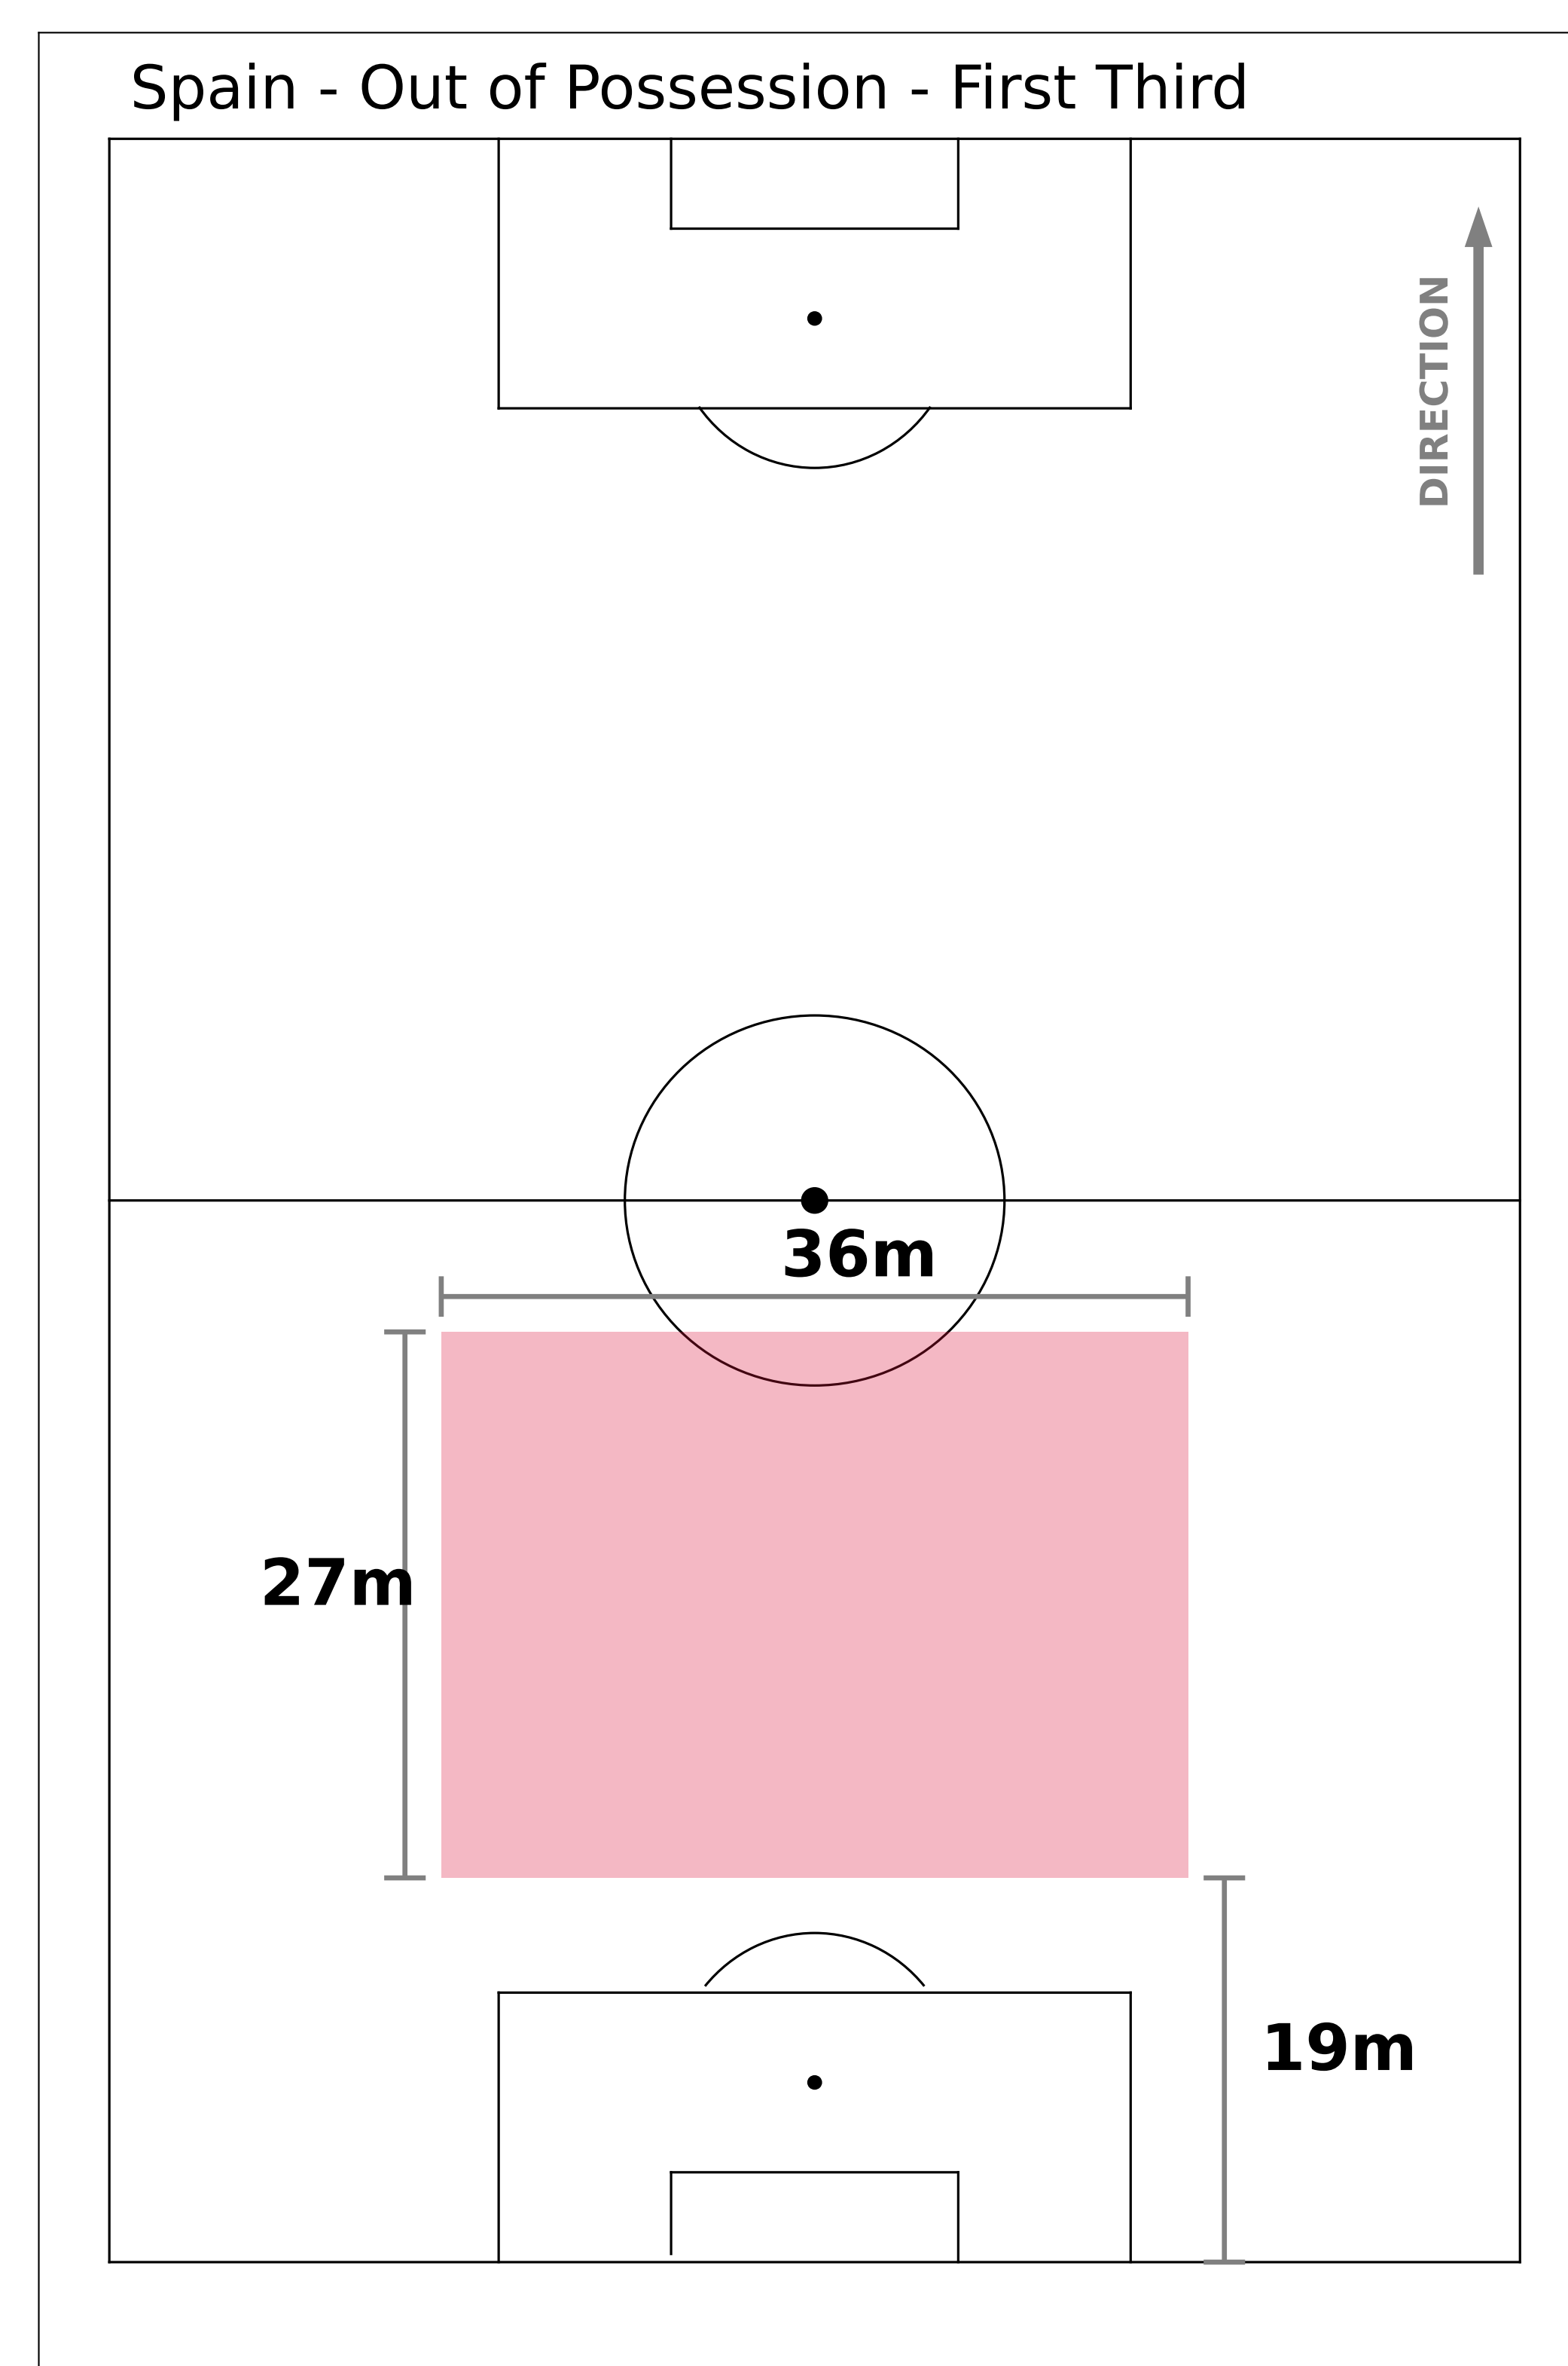 Spain - Out of Possession - First Third
DIRECTION
36m
27m
19m